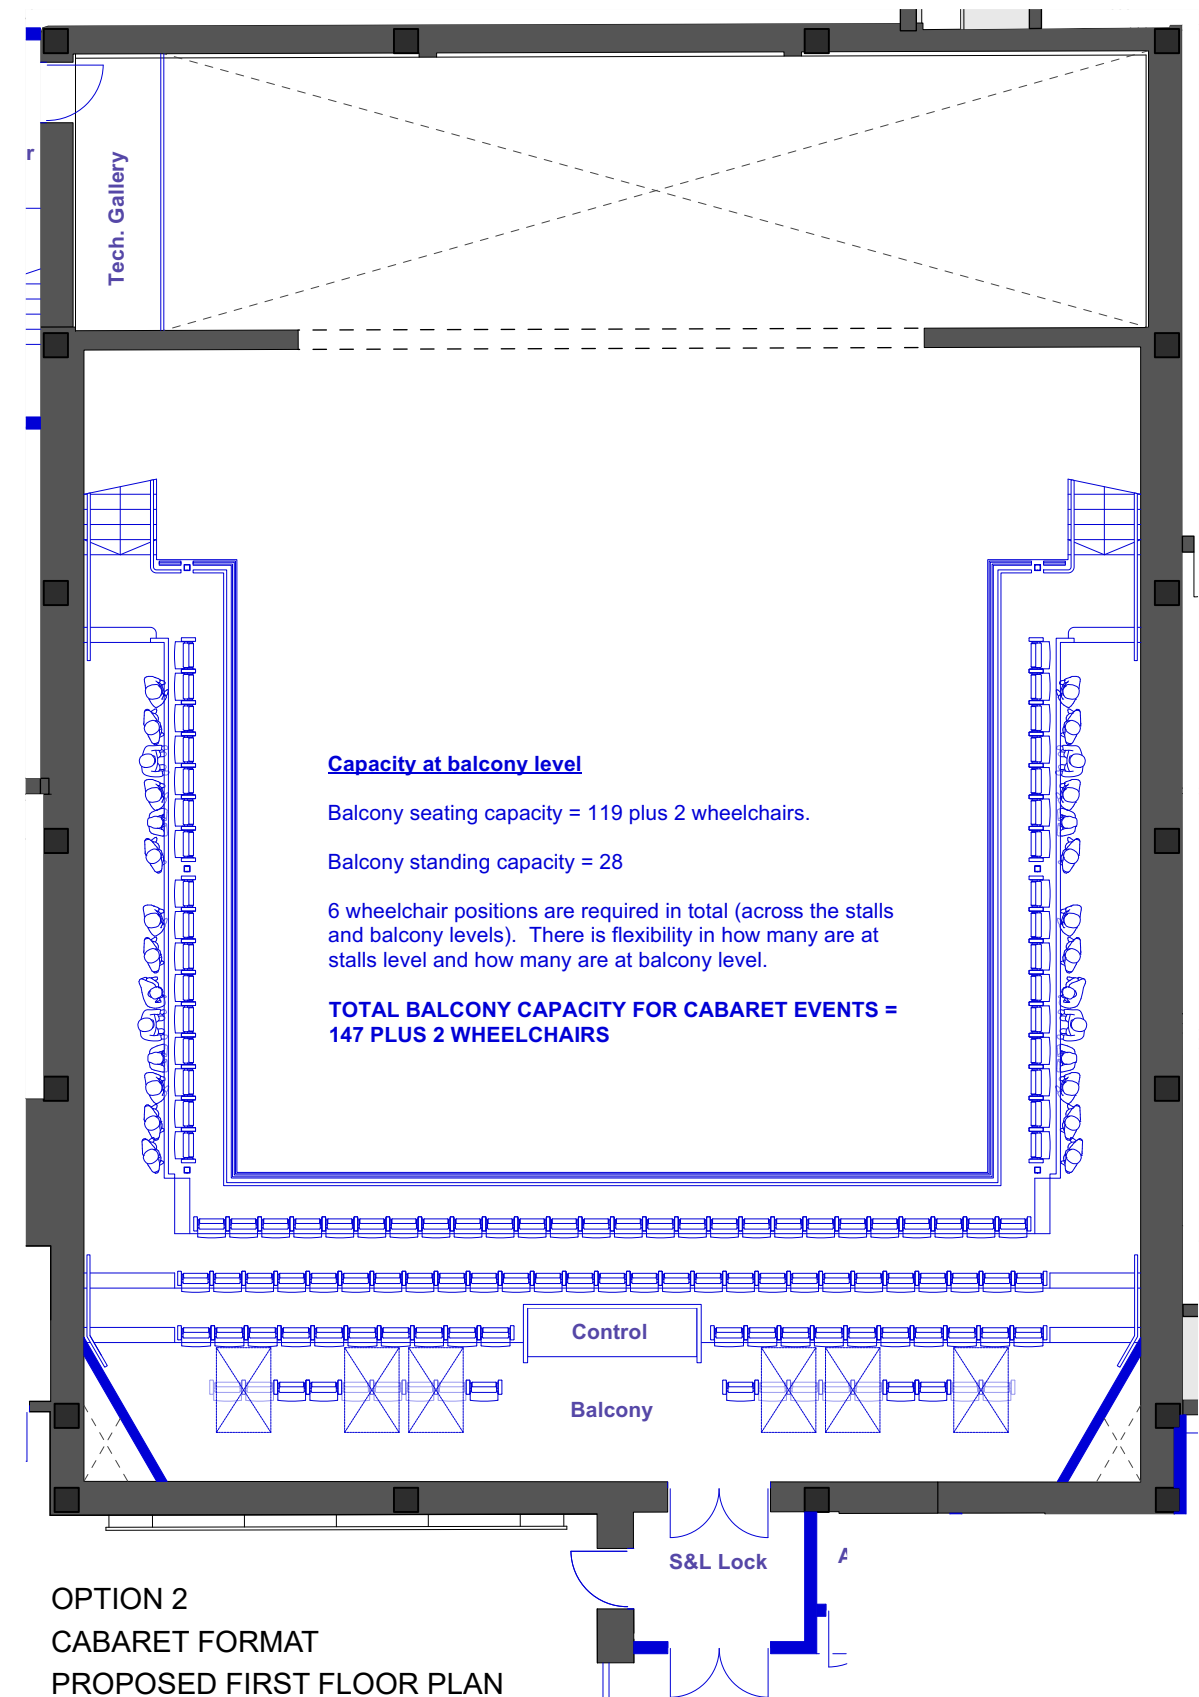 r
Tech. Gallery
Capacity at balcony level
Balcony seating capacity = 119 plus 2 wheelchairs.
Balcony standing capacity = 28
6 wheelchair positions are required in total (across the stalls
and balcony levels).  There is flexibility in how many are at
stalls level and how many are at balcony level.
TOTAL BALCONY CAPACITY FOR CABARET EVENTS =
147 PLUS 2 WHEELCHAIRS
Control
Balcony
S&L Lock
OPTION 2
CABARET FORMAT
PROPOSED FIRST FLOOR PLAN